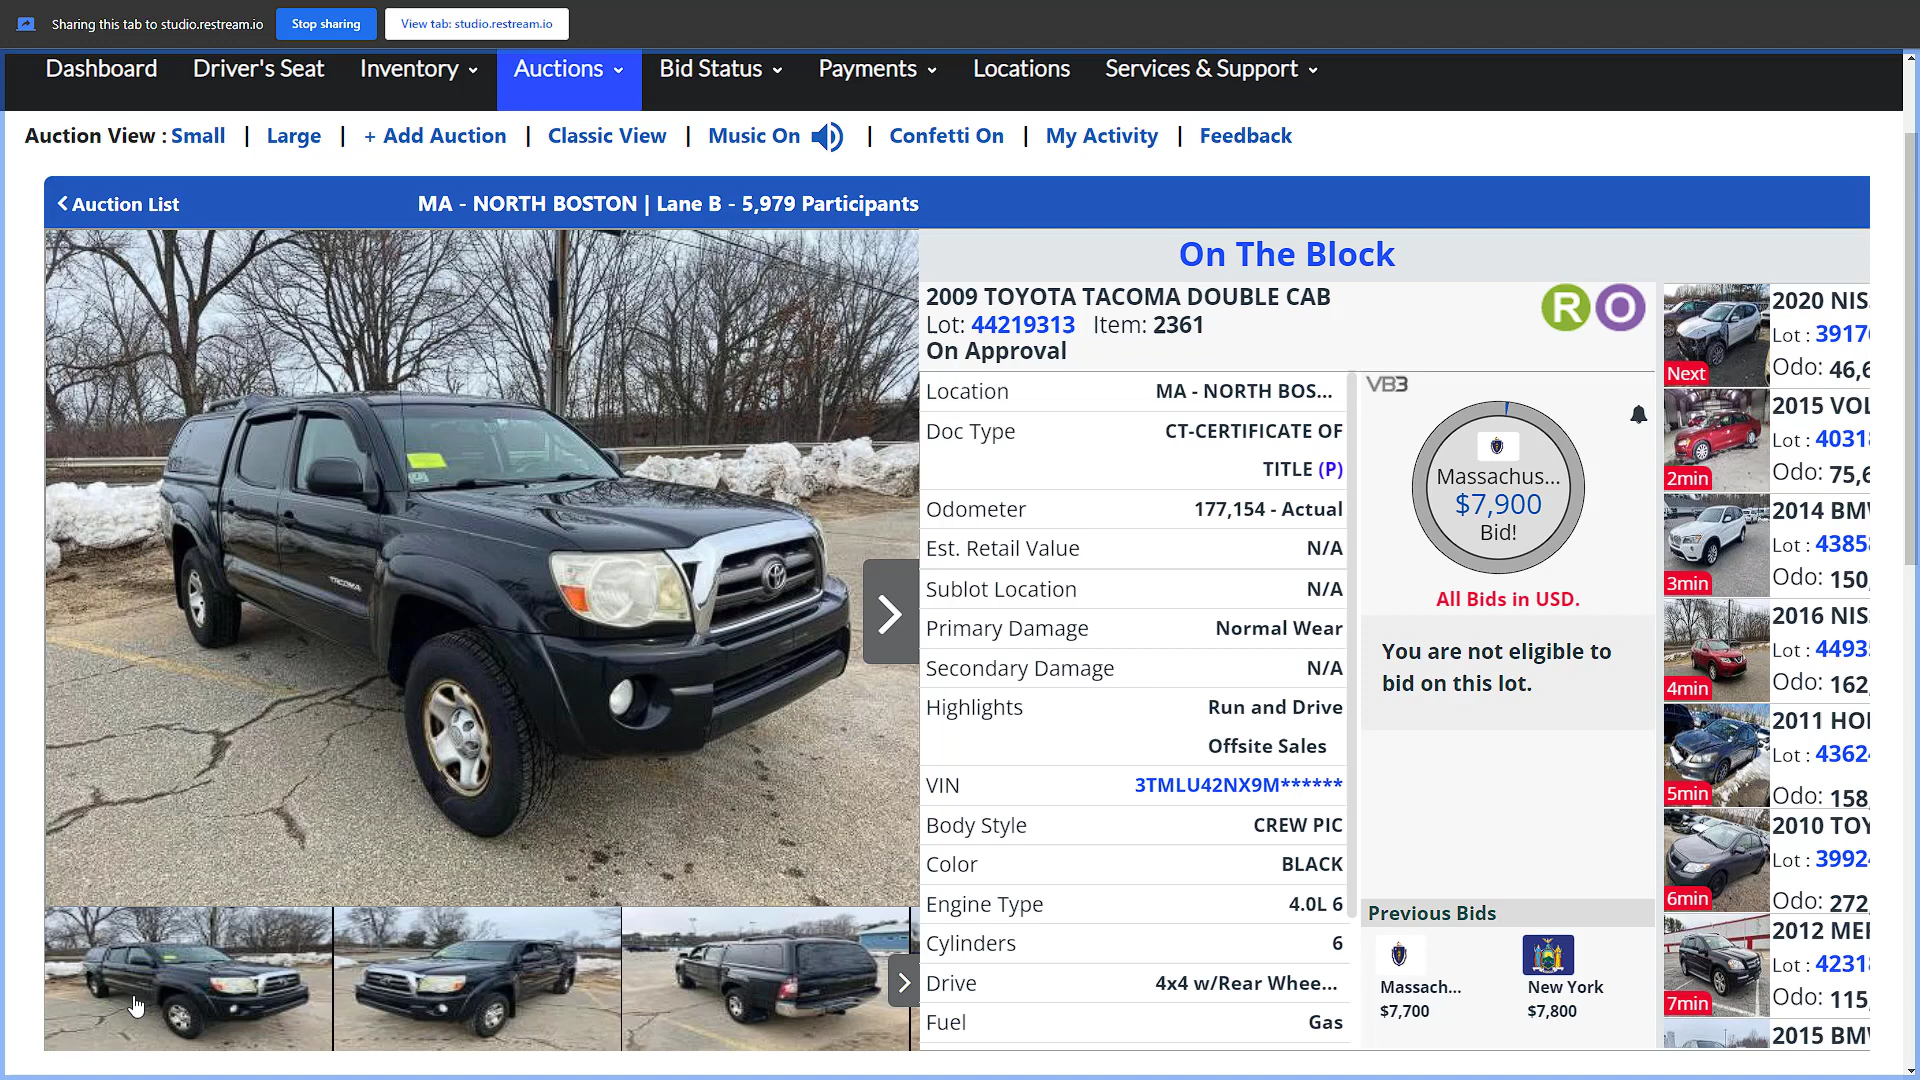 Sharing this tab to studio.restream.io
Stop sharing
View tab: studio.restream.io
Dashboard
Driver's Seat
Inventory
Auctions
Bid Status
Payments
Locations
Services & Support
Auction View : Small | Large | + Add Auction | Classic View | Music On | Confetti On | My Activity | Feedback
Auction List
MA - NORTH BOSTON | Lane B - 5,979 Participants
On The Block
2009 TOYOTA TACOMA DOUBLE CAB
Lot: 44219313 Item: 2361
On Approval
R O
Location MA - NORTH BOS...
Doc Type CT-CERTIFICATE OF
TITLE (P)
Odometer 177,154 - Actual
Est. Retail Value N/A
Sublot Location N/A
Primary Damage Normal Wear
Secondary Damage N/A
Highlights Run and Drive
Offsite Sales
VIN 3TMLU42NX9M******
Body Style CREW PIC
Color BLACK
Engine Type 4.0L 6
Cylinders 6
Drive 4x4 w/Rear Whee...
Fuel Gas
VB3
Massachus...
$7,900
Bid!
All Bids in USD.
You are not eligible to
bid on this lot.
Previous Bids
Massach...
$7,700
New York
$7,800
2020 NIS
Lot : 3917
Odo: 46,6
Next
2015 VOL
Lot : 4031
Odo: 75,6
2min
2014 BM
Lot : 4385
Odo: 150,
3min
2016 NIS
Lot : 4493
Odo: 162,
4min
2011 HO
Lot : 4362
Odo: 158,
5min
2010 TOY
Lot : 3992
Odo: 272,
6min
2012 MER
Lot : 4231
Odo: 115,
7min
2015 BM
TACOMA